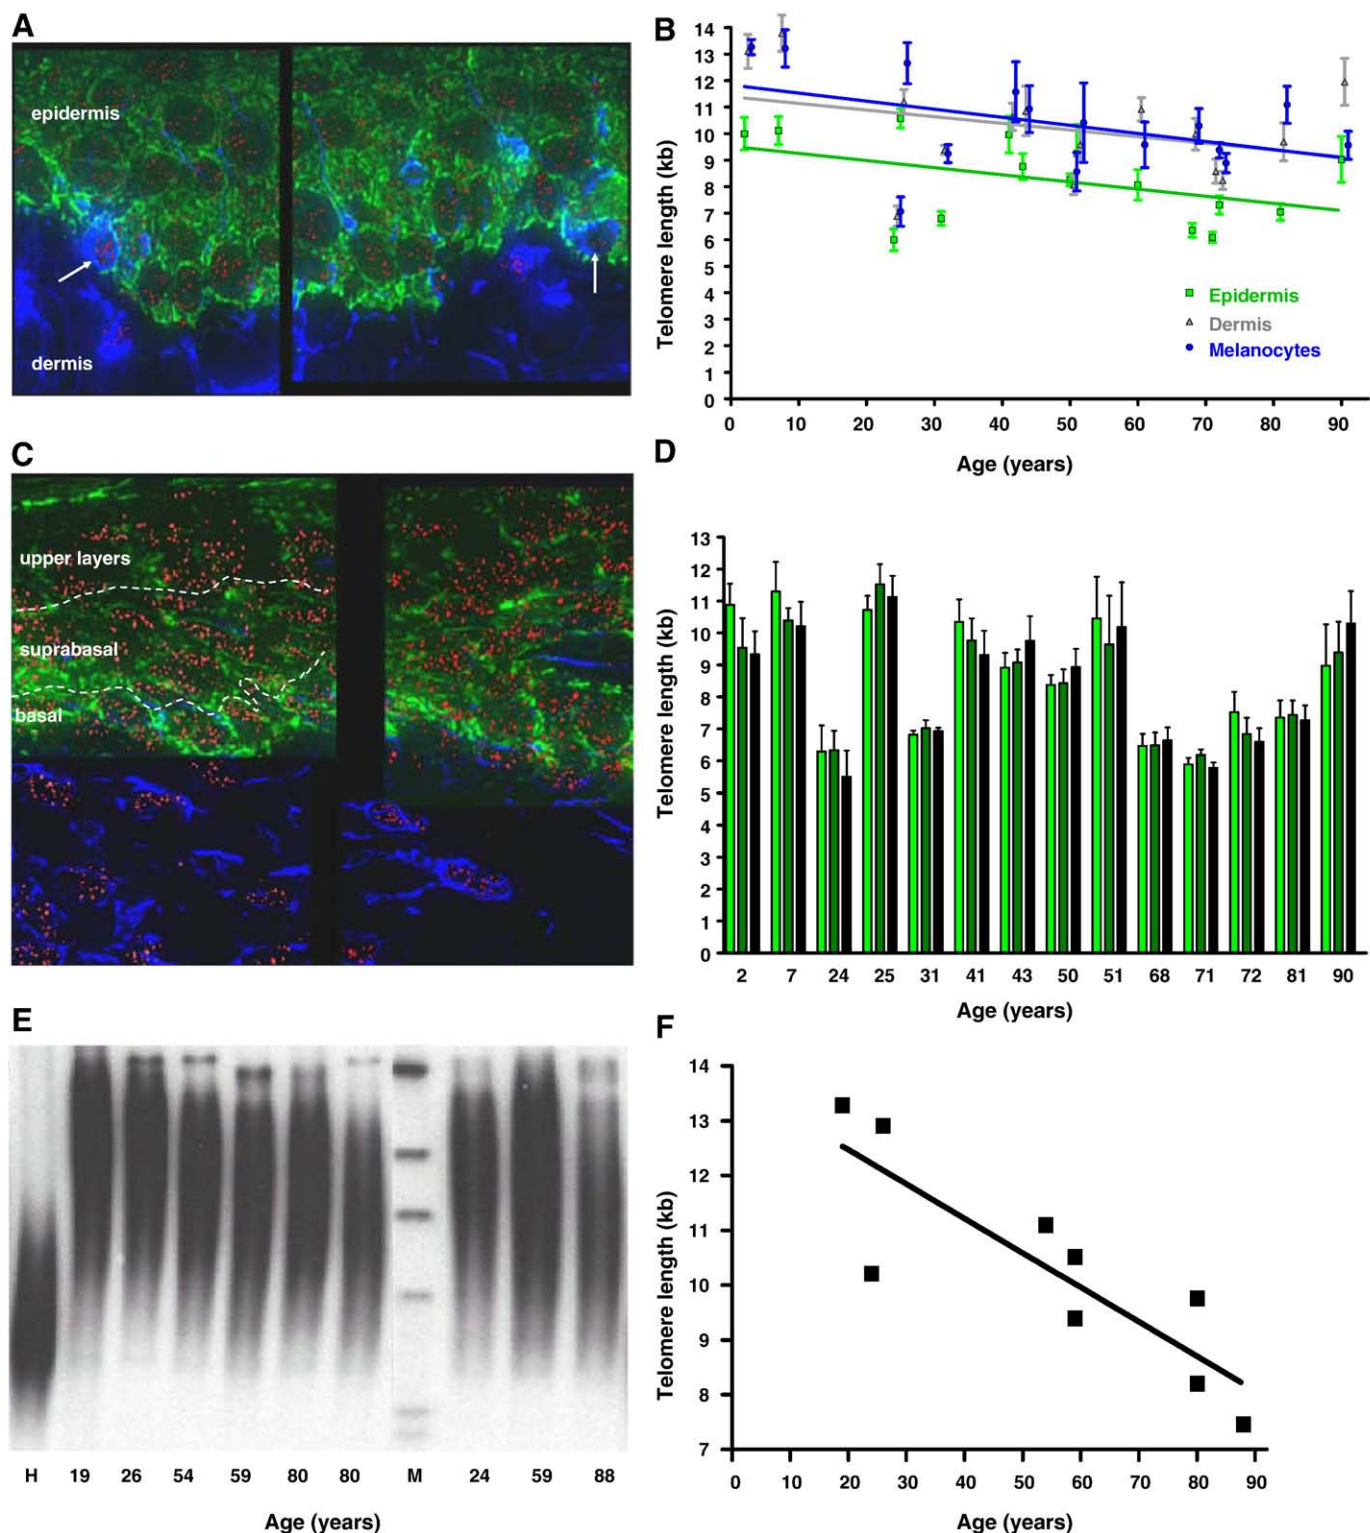 A
epidermis
dermis
B
Telomere length (kb)
14
13
12
11
10
9
8
7
6
5
4
3
2
1
0
Epidermis
Dermis
Melanocytes
0 10 20 30 40 50 60 70 80 90
Age (years)
C
upper layers
suprabasal
basal
D
Telomere length (kb)
13
12
11
10
9
8
7
6
5
4
3
2
1
0
2 7 24 25 31 41 43 50 51 68 71 72 81 90
Age (years)
E
H 19 26 54 59 80 80 M 24 59 88
Age (years)
F
Telomere length (kb)
14
13
12
11
10
9
8
7
0 10 20 30 40 50 60 70 80 90
Age (years)